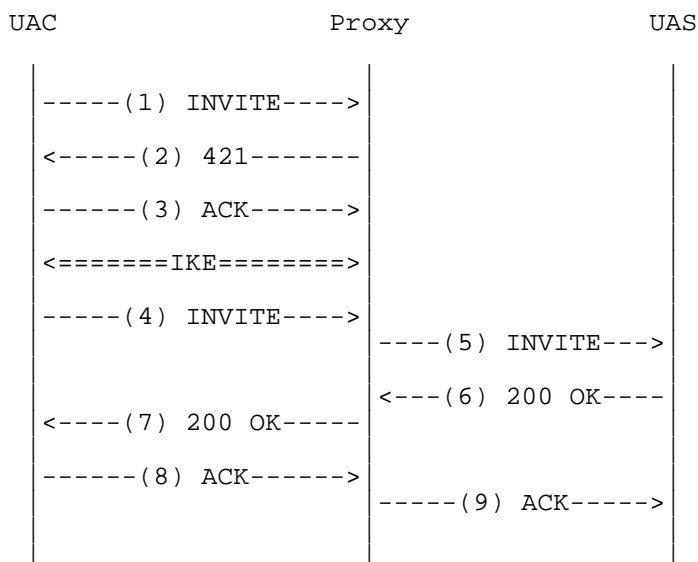 UAC Proxy UAS
-----(1) INVITE---->
<-----(2) 421-------
------(3) ACK------>
<=======IKE========>
-----(4) INVITE---->
----(5) INVITE--->
<---(6) 200 OK----
<----(7) 200 OK-----
------(8) ACK------>
-----(9) ACK----->